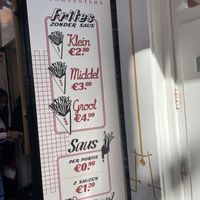 Frites
ZONDER SAUS
Klein
€2.50
Middel
€3.50
Groot
€4.90
Saus
PER PORTIE
€0.90
2 SAUZEN
€1.20